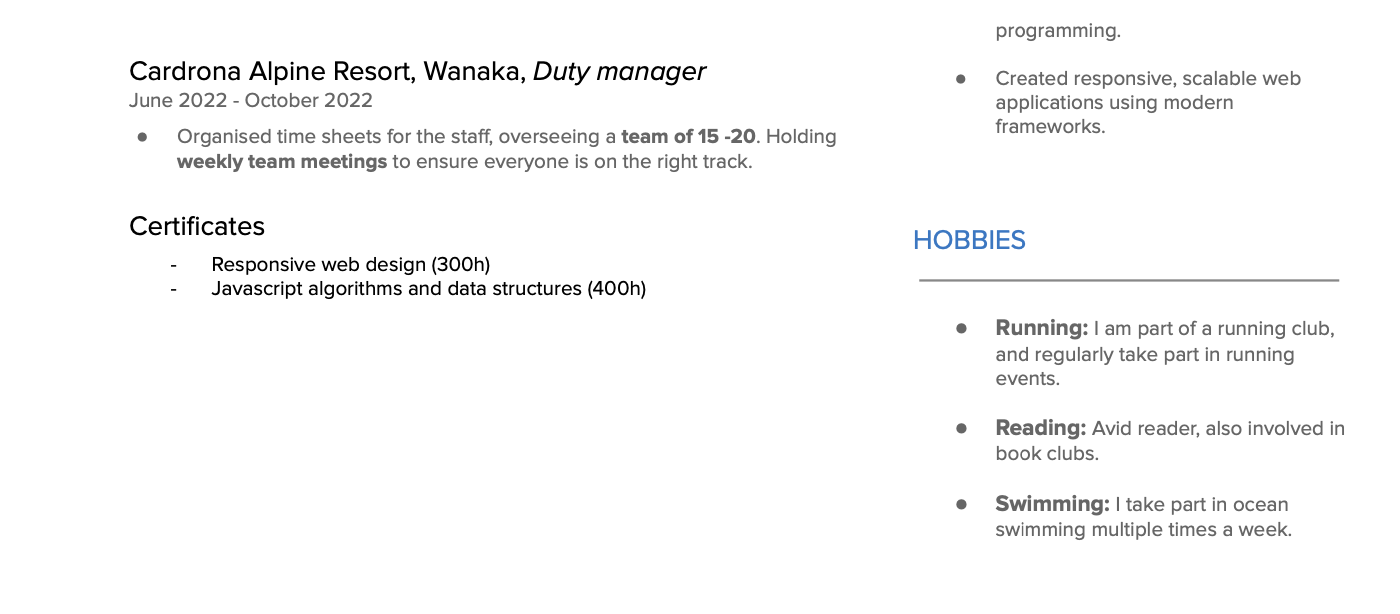 Cardrona Alpine Resort, Wanaka, Duty manager
June 2022 - October 2022
● Organised time sheets for the staff, overseeing a team of 15 -20. Holding
weekly team meetings to ensure everyone is on the right track.
Certificates
- Responsive web design (300h)
- Javascript algorithms and data structures (400h)
programming.
● Created responsive, scalable web
applications using modern
frameworks.
HOBBIES
● Running: I am part of a running club,
and regularly take part in running
events.
● Reading: Avid reader, also involved in
book clubs.
● Swimming: I take part in ocean
swimming multiple times a week.